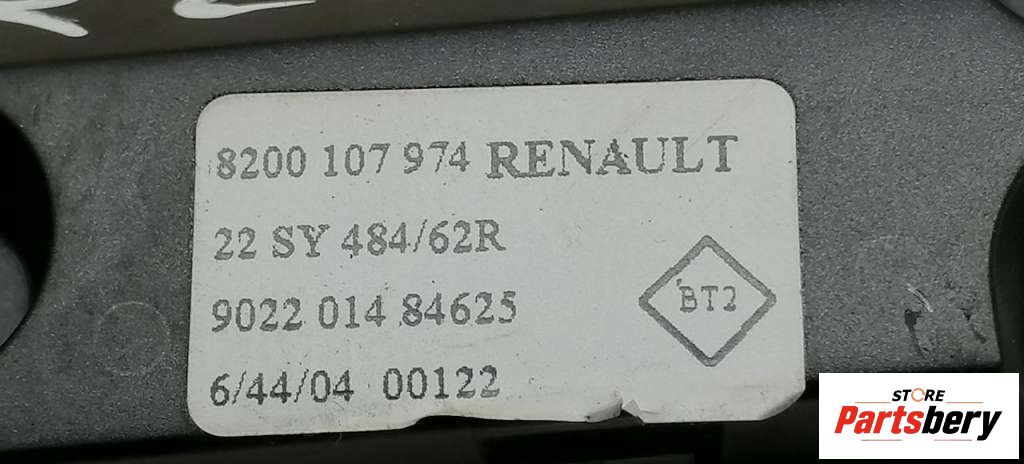 8200 107 974 RENAULT
22 SY 484/62R
9022 014 84625
BT2
6/44/04 00122
STORE
Partsbery